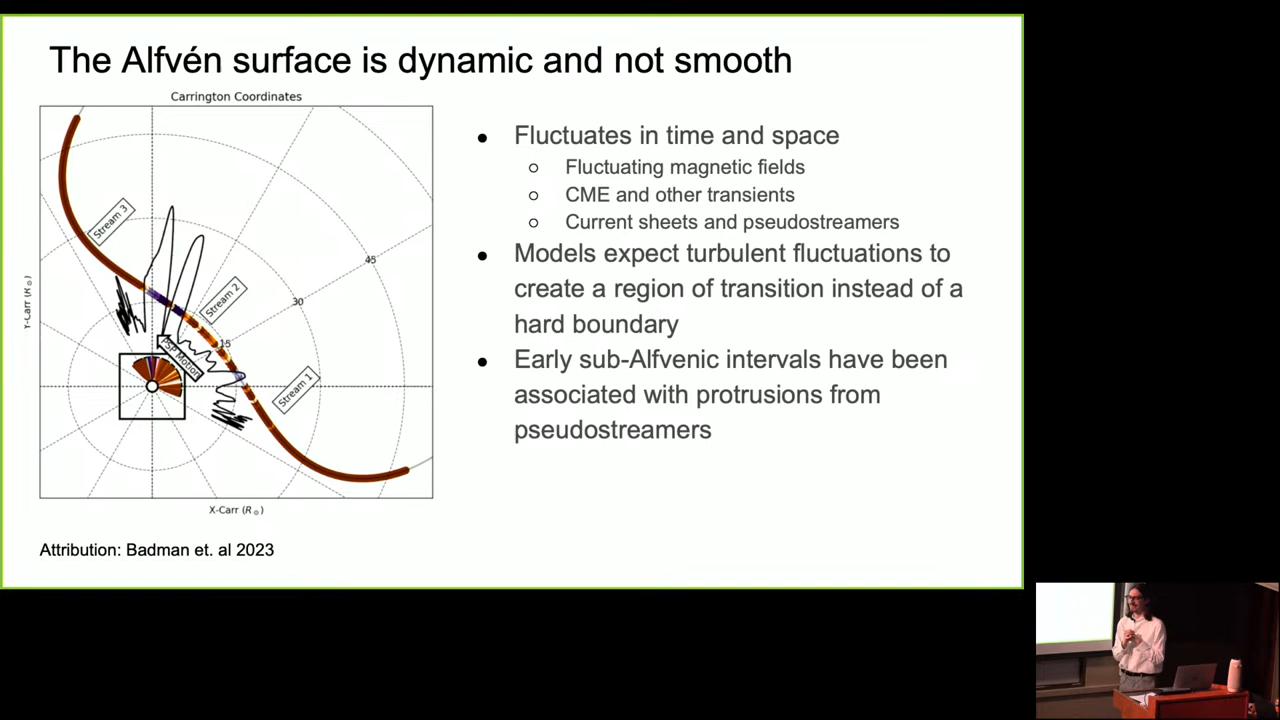 The Alfvén surface is dynamic and not smooth
Carrington Coordinates
Stream 3
Stream 2
Stream 1
PSP Motion
45
30
15
Y-Carr (R⊙)
X-Carr (R⊙)
Attribution: Badman et. al 2023
● Fluctuates in time and space
○ Fluctuating magnetic fields
○ CME and other transients
○ Current sheets and pseudostreamers
● Models expect turbulent fluctuations to
create a region of transition instead of a
hard boundary
● Early sub-Alfvenic intervals have been
associated with protrusions from
pseudostreamers